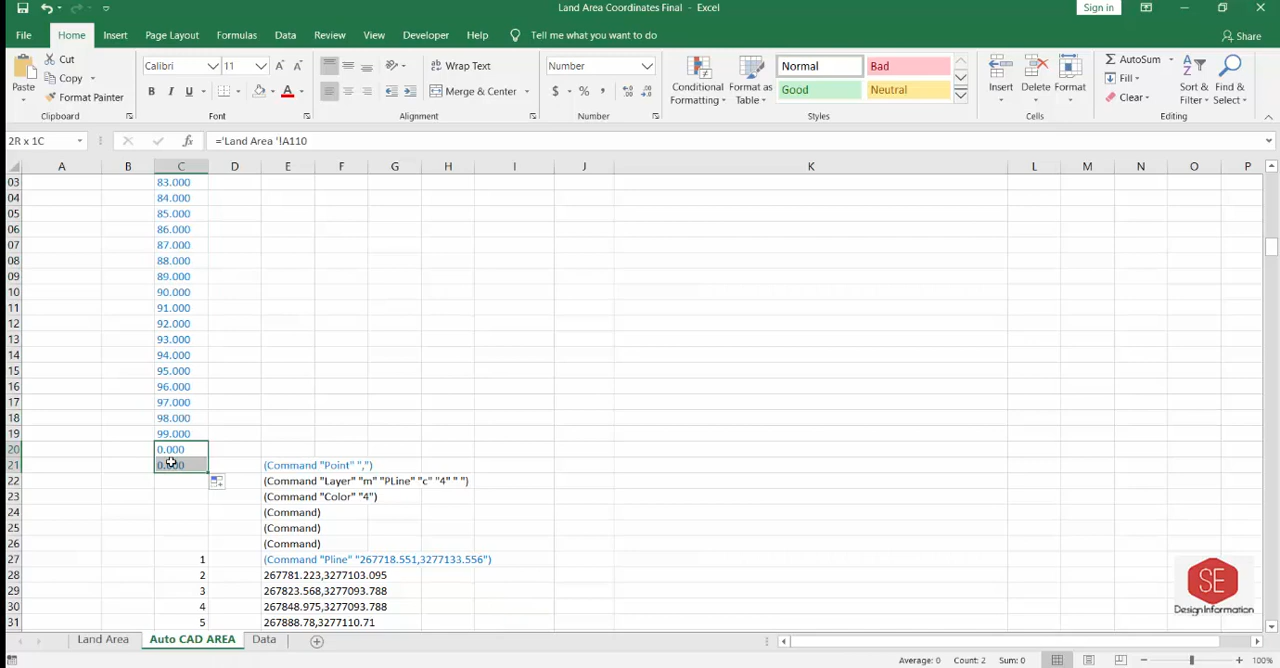 Land Area Coordinates Final - Excel
Sign in
File Home Insert Page Layout Formulas Data Review View Developer Help Tell me what you want to do
Share
Paste
Cut
Copy
Format Painter
Clipboard
Calibri 11
B I U
A
Font
Wrap Text
Merge & Center
Alignment
Number
$ % ,
Number
Conditional Formatting
Format as Table
Normal Bad
Good Neutral
Styles
Insert Delete Format
Cells
AutoSum
Fill
Clear
Sort & Filter
Find & Select
Editing
2R x 1C
fx
='Land Area '!A110
A B C D E F G H I J K L M N O P
03 83.000
04 84.000
05 85.000
06 86.000
07 87.000
08 88.000
09 89.000
10 90.000
11 91.000
12 92.000
13 93.000
14 94.000
15 95.000
16 96.000
17 97.000
18 98.000
19 99.000
20 0.000
21 0.000 (Command "Point" ",")
22 (Command "Layer" "m" "PLine" "c" "4" " ")
23 (Command "Color" "4")
24 (Command)
25 (Command)
26 (Command)
27 1 (Command "Pline" "267718.551,3277133.556")
28 2 267781.223,3277103.095
29 3 267823.568,3277093.788
30 4 267848.975,3277093.788
31 5 267888.78,3277110.71
SE
Design Information
Land Area Auto CAD AREA Data
Average: 0 Count: 2 Sum: 0 100%